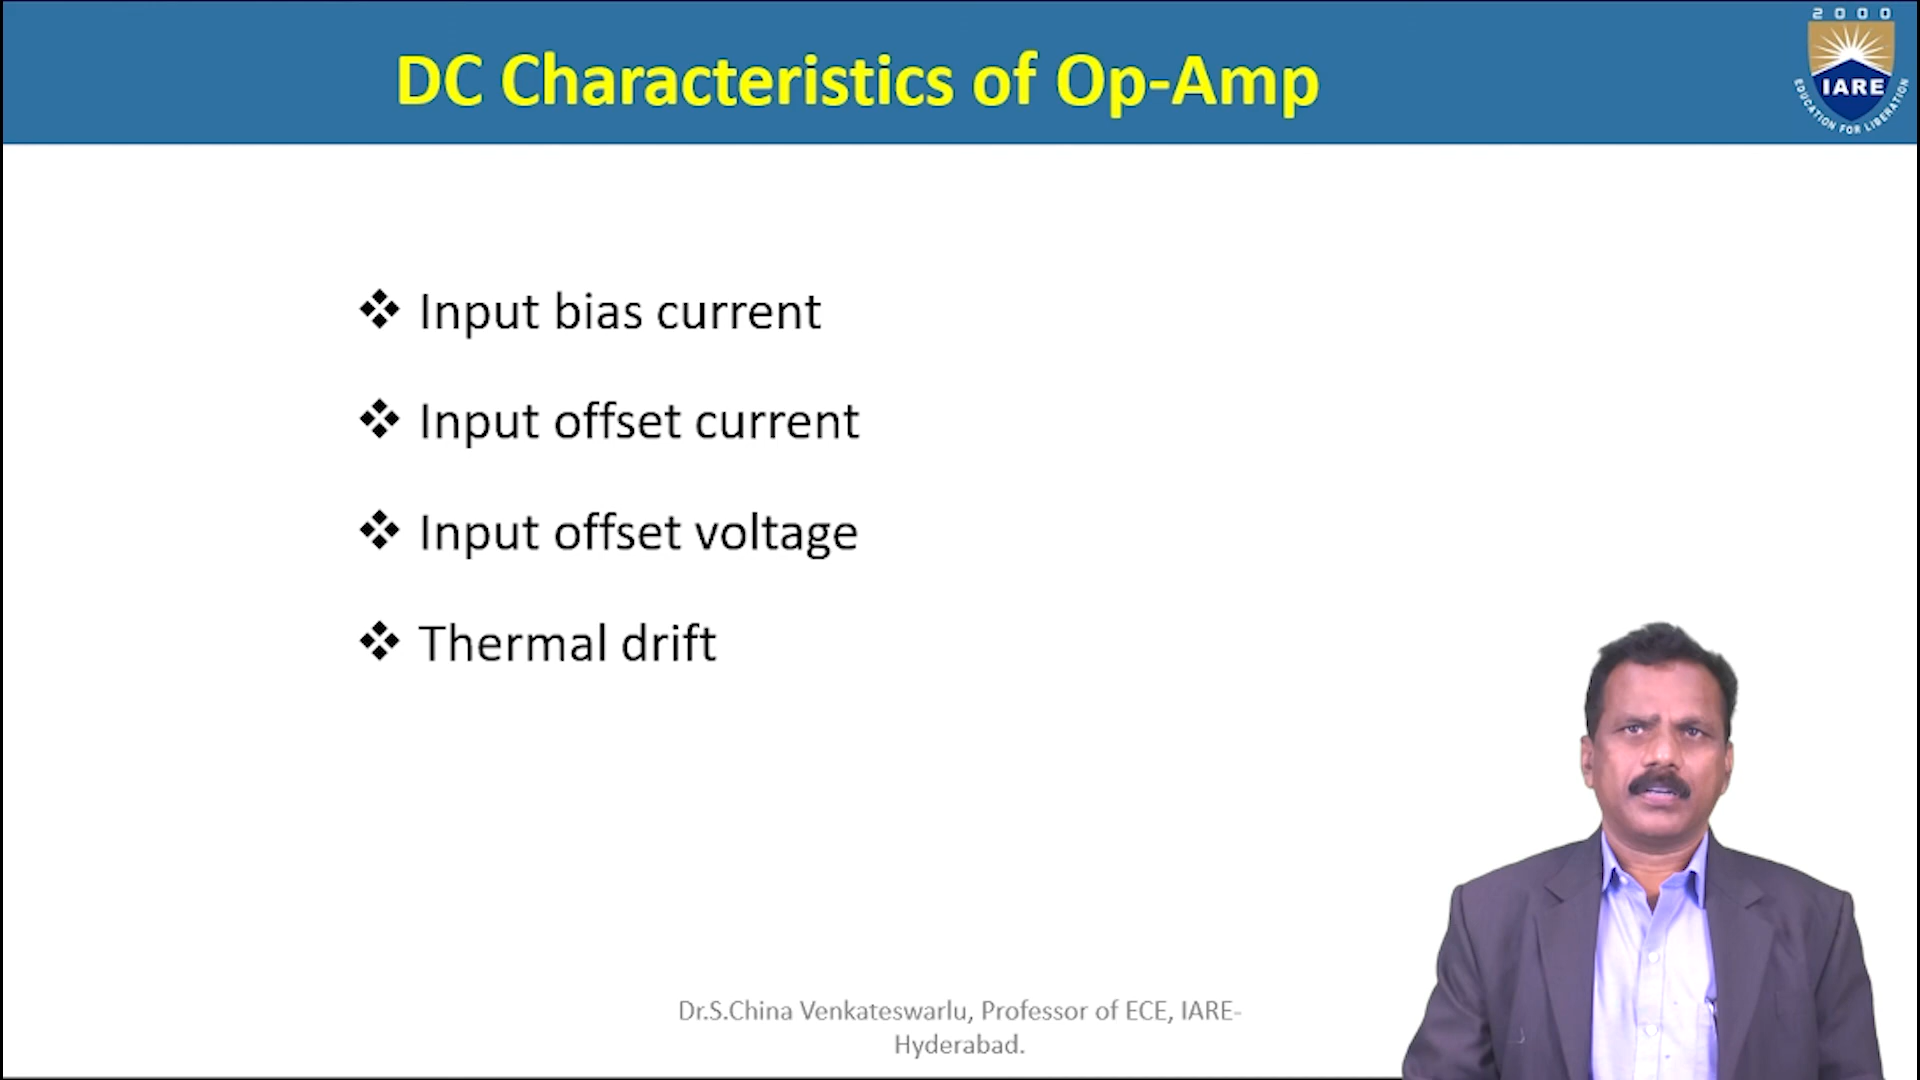 DC Characteristics of Op-Amp
2000
IARE
EDUCATION FOR LIBERATION
❖ Input bias current
❖ Input offset current
❖ Input offset voltage
❖ Thermal drift
Dr.S.China Venkateswarlu, Professor of ECE, IARE-
Hyderabad.